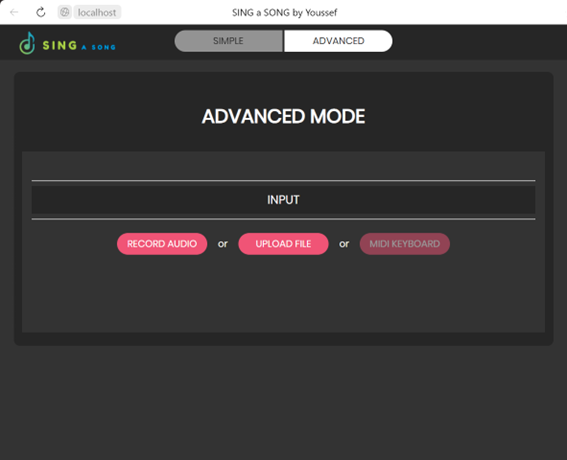 localhost
SING a SONG by Youssef
SING A SONG
SIMPLE
ADVANCED
ADVANCED MODE
INPUT
RECORD AUDIO or UPLOAD FILE or MIDI KEYBOARD